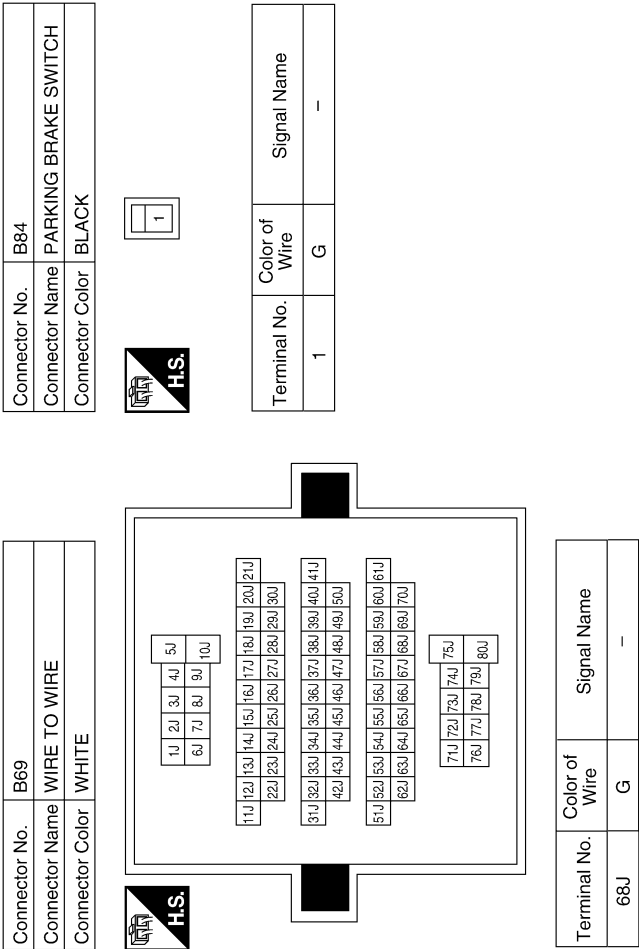 Connector No. B69
Connector Name WIRE TO WIRE
Connector Color WHITE
H.S.
1J 2J 3J 4J 5J
6J 7J 8J 9J 10J
11J 12J 13J 14J 15J 16J 17J 18J 19J 20J 21J
22J 23J 24J 25J 26J 27J 28J 29J 30J
31J 32J 33J 34J 35J 36J 37J 38J 39J 40J 41J
42J 43J 44J 45J 46J 47J 48J 49J 50J
51J 52J 53J 54J 55J 56J 57J 58J 59J 60J 61J
62J 63J 64J 65J 66J 67J 68J 69J 70J
71J 72J 73J 74J 75J
76J 77J 78J 79J 80J
Terminal No. Color of Wire Signal Name
68J G –
Connector No. B84
Connector Name PARKING BRAKE SWITCH
Connector Color BLACK
H.S.
1
Terminal No. Color of Wire Signal Name
1 G –